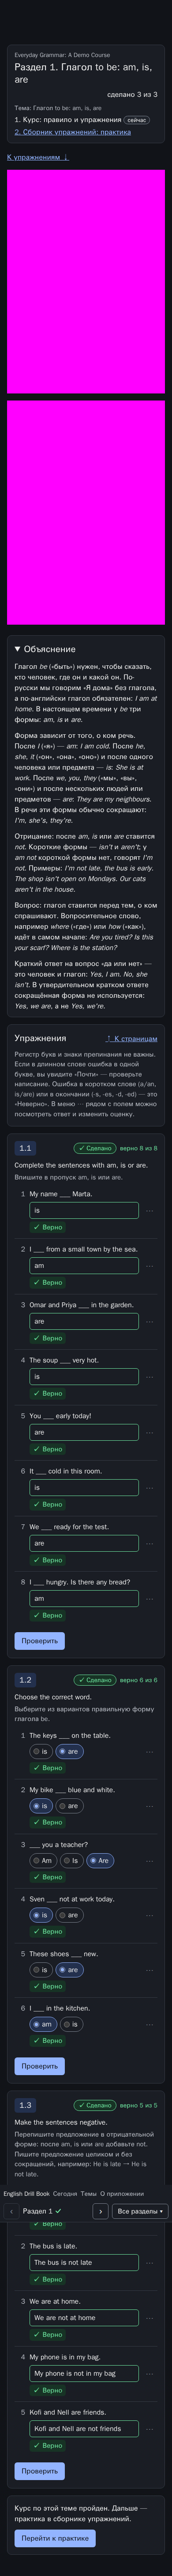 Everyday Grammar: A Demo Course
Раздел 1. Глагол to be: am, is,
are
сделано 3 из 3
Тема: Глагол to be: am, is, are
1. Курс: правило и упражнения сейчас
2. Сборник упражнений: практика
К упражнениям ↓
▼ Объяснение
Глагол be («быть») нужен, чтобы сказать,
кто человек, где он и какой он. По-
русски мы говорим «Я дома» без глагола,
а по-английски глагол обязателен: I am at
home. В настоящем времени у be три
формы: am, is и are.
Форма зависит от того, о ком речь.
После I («я») — am: I am cold. После he,
she, it («он», «она», «оно») и после одного
человека или предмета — is: She is at
work. После we, you, they («мы», «вы»,
«они») и после нескольких людей или
предметов — are: They are my neighbours.
В речи эти формы обычно сокращают:
I'm, she's, they're.
Отрицание: после am, is или are ставится
not. Короткие формы — isn't и aren't; у
am not короткой формы нет, говорят I'm
not. Примеры: I'm not late, the bus is early.
The shop isn't open on Mondays. Our cats
aren't in the house.
Вопрос: глагол ставится перед тем, о ком
спрашивают. Вопросительное слово,
например where («где») или how («как»),
идёт в самом начале: Are you tired? Is this
your scarf? Where is the station?
Краткий ответ на вопрос «да или нет» —
это человек и глагол: Yes, I am. No, she
isn't. В утвердительном кратком ответе
сокращённая форма не используется:
Yes, we are, а не Yes, we're.
Упражнения
↑ К страницам
Регистр букв и знаки препинания не важны.
Если в длинном слове ошибка в одной
букве, вы увидите «Почти» — проверьте
написание. Ошибка в коротком слове (a/an,
is/are) или в окончании (-s, -es, -d, -ed) — это
«Неверно». В меню ⋯ рядом с полем можно
посмотреть ответ и изменить оценку.
1.1
✓ Сделано
верно 8 из 8
Complete the sentences with am, is or are.
Впишите в пропуск am, is или are.
1 My name ___ Marta.
is
✓ Верно
2 I ___ from a small town by the sea.
am
✓ Верно
3 Omar and Priya ___ in the garden.
are
✓ Верно
4 The soup ___ very hot.
is
✓ Верно
5 You ___ early today!
are
✓ Верно
6 It ___ cold in this room.
is
✓ Верно
7 We ___ ready for the test.
are
✓ Верно
8 I ___ hungry. Is there any bread?
am
✓ Верно
Проверить
1.2
✓ Сделано
верно 6 из 6
Choose the correct word.
Выберите из вариантов правильную форму
глагола be.
1 The keys ___ on the table.
is are
✓ Верно
2 My bike ___ blue and white.
is are
✓ Верно
3 ___ you a teacher?
Am Is Are
✓ Верно
4 Sven ___ not at work today.
is are
✓ Верно
5 These shoes ___ new.
is are
✓ Верно
6 I ___ in the kitchen.
am is
✓ Верно
Проверить
1.3
✓ Сделано
верно 5 из 5
Make the sentences negative.
Перепишите предложение в отрицательной
форме: после am, is или are добавьте not.
Пишите предложение целиком и без
сокращений, например: He is late → He is
not late.
English Drill Book Сегодня Темы О приложении
‹ Раздел 1 ✓ › Все разделы ▾
✓ Верно
2 The bus is late.
The bus is not late
✓ Верно
3 We are at home.
We are not at home
✓ Верно
4 My phone is in my bag.
My phone is not in my bag
✓ Верно
5 Kofi and Nell are friends.
Kofi and Nell are not friends
✓ Верно
Проверить
Курс по этой теме пройден. Дальше —
практика в сборнике упражнений.
Перейти к практике